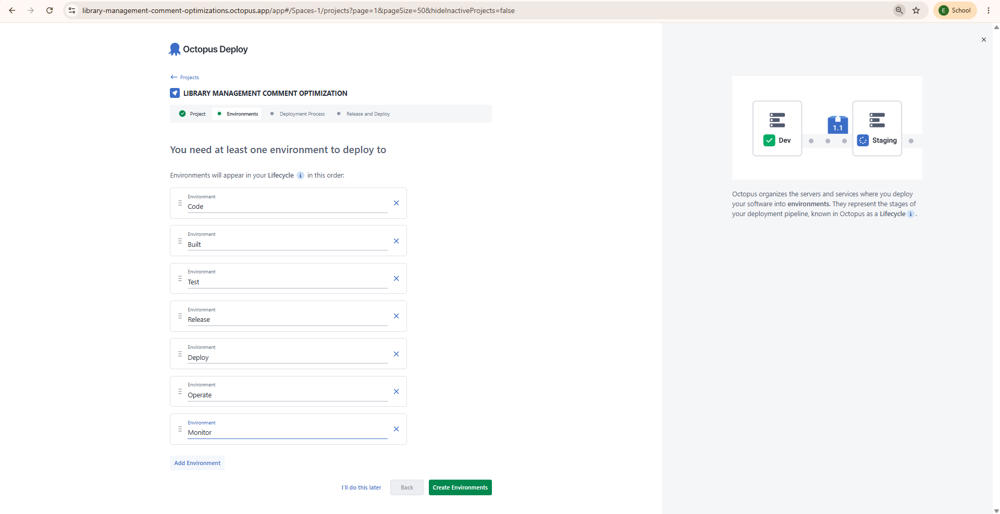 library-management-comment-optimizations.octopus.app/app#/Spaces-1/projects?page=1&pageSize=50&hideInactiveProjects=false
E School
Octopus Deploy
Projects
LIBRARY MANAGEMENT COMMENT OPTIMIZATION
Project Environments Deployment Process Release and Deploy
You need at least one environment to deploy to
Environments will appear in your Lifecycle i in this order:
Environment
Code
Environment
Built
Environment
Test
Environment
Release
Environment
Deploy
Environment
Operate
Environment
Monitor
Add Environment
I'll do this later Back Create Environments
1.1
Dev Staging
Octopus organizes the servers and services where you deploy
your software into environments. They represent the stages of
your deployment pipeline, known in Octopus as a Lifecycle i .